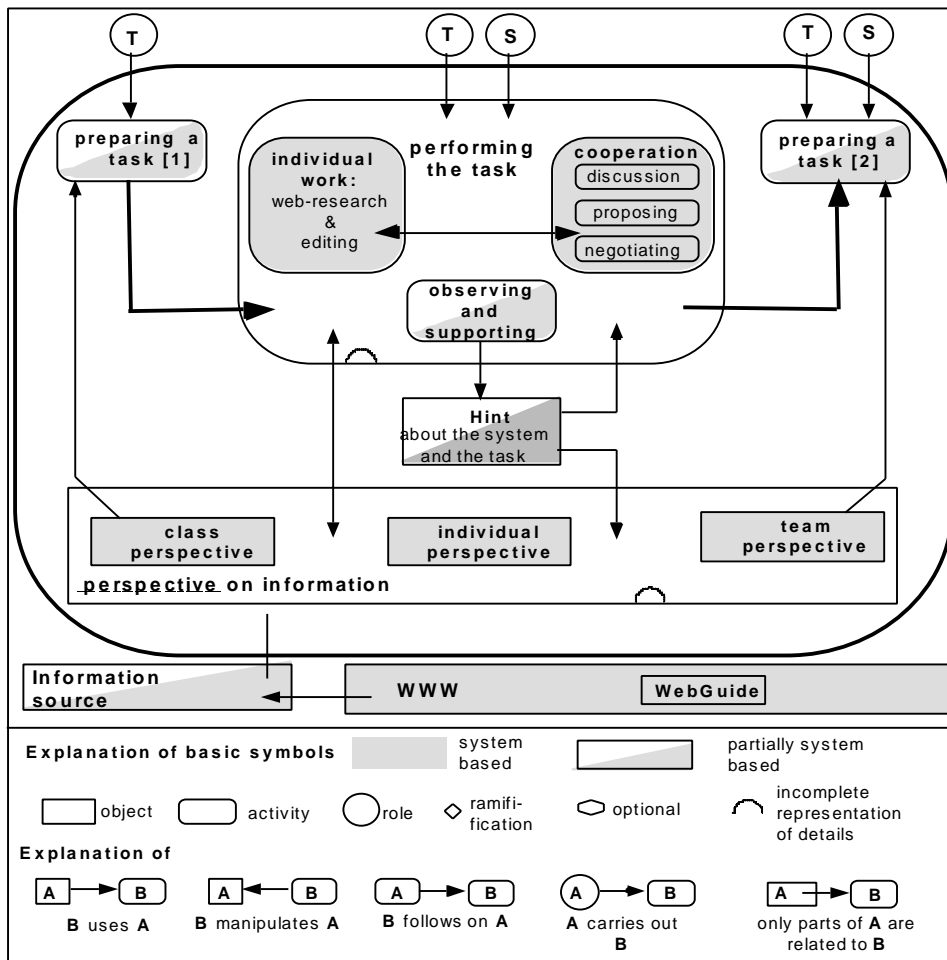 T
T
S
T
S
preparing a
task [1]
individual
work:
web-research
&
editing
performing
the task
cooperation
discussion
proposing
negotiating
preparing a
task [2]
observing
and
supporting
Hint
about the system
and the task
class
perspective
individual
perspective
team
perspective
perspective on information
Information
source
WWW
WebGuide
Explanation of basic symbols
system
based
partially system
based
object
activity
role
ramifi-
fication
optional
incomplete
representation
of details
Explanation of
A B
B uses A
A B
B manipulates A
A B
B follows on A
A B
A carries out
B
A B
only parts of A are
related to B